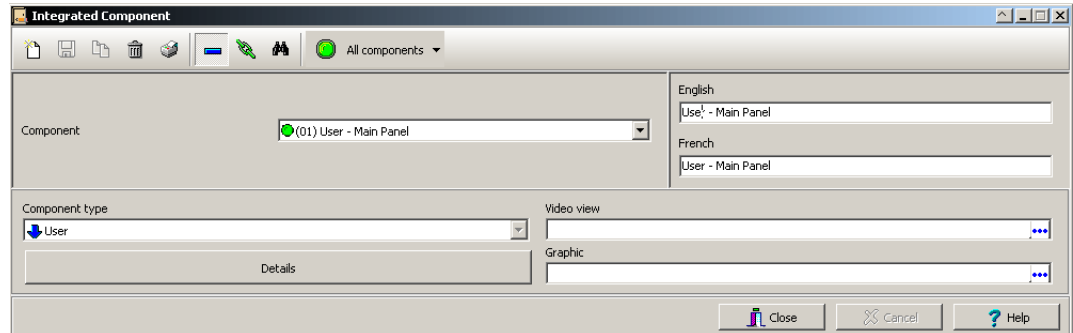 Integrated Component
All components
English
- Main Panel
Component
(01) User - Main Panel
French
User - Main Panel
Component type
Video view
User
Graphic
Details
Close
Cancel
Help